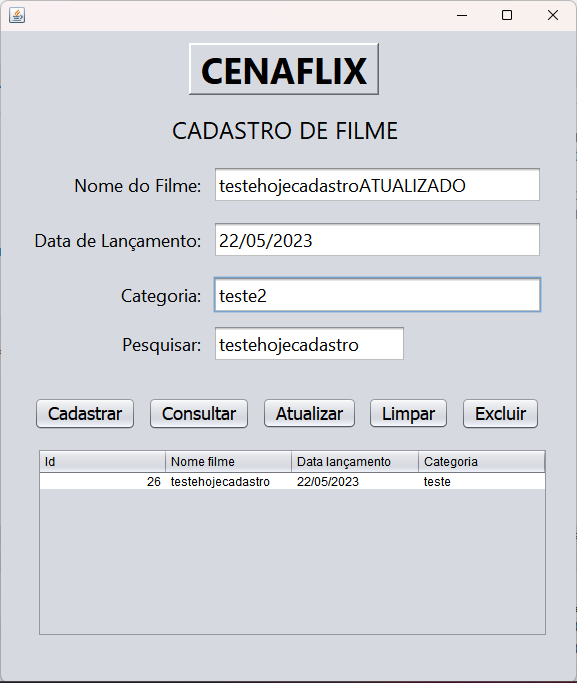 CENAFLIX
CADASTRO DE FILME
Nome do Filme: testehojecadastroATUALIZADO
Data de Lançamento: 22/05/2023
Categoria: teste2
Pesquisar: testehojecadastro
Cadastrar Consultar Atualizar Limpar Excluir
Id Nome filme Data lançamento Categoria
26 testehojecadastro 22/05/2023 teste